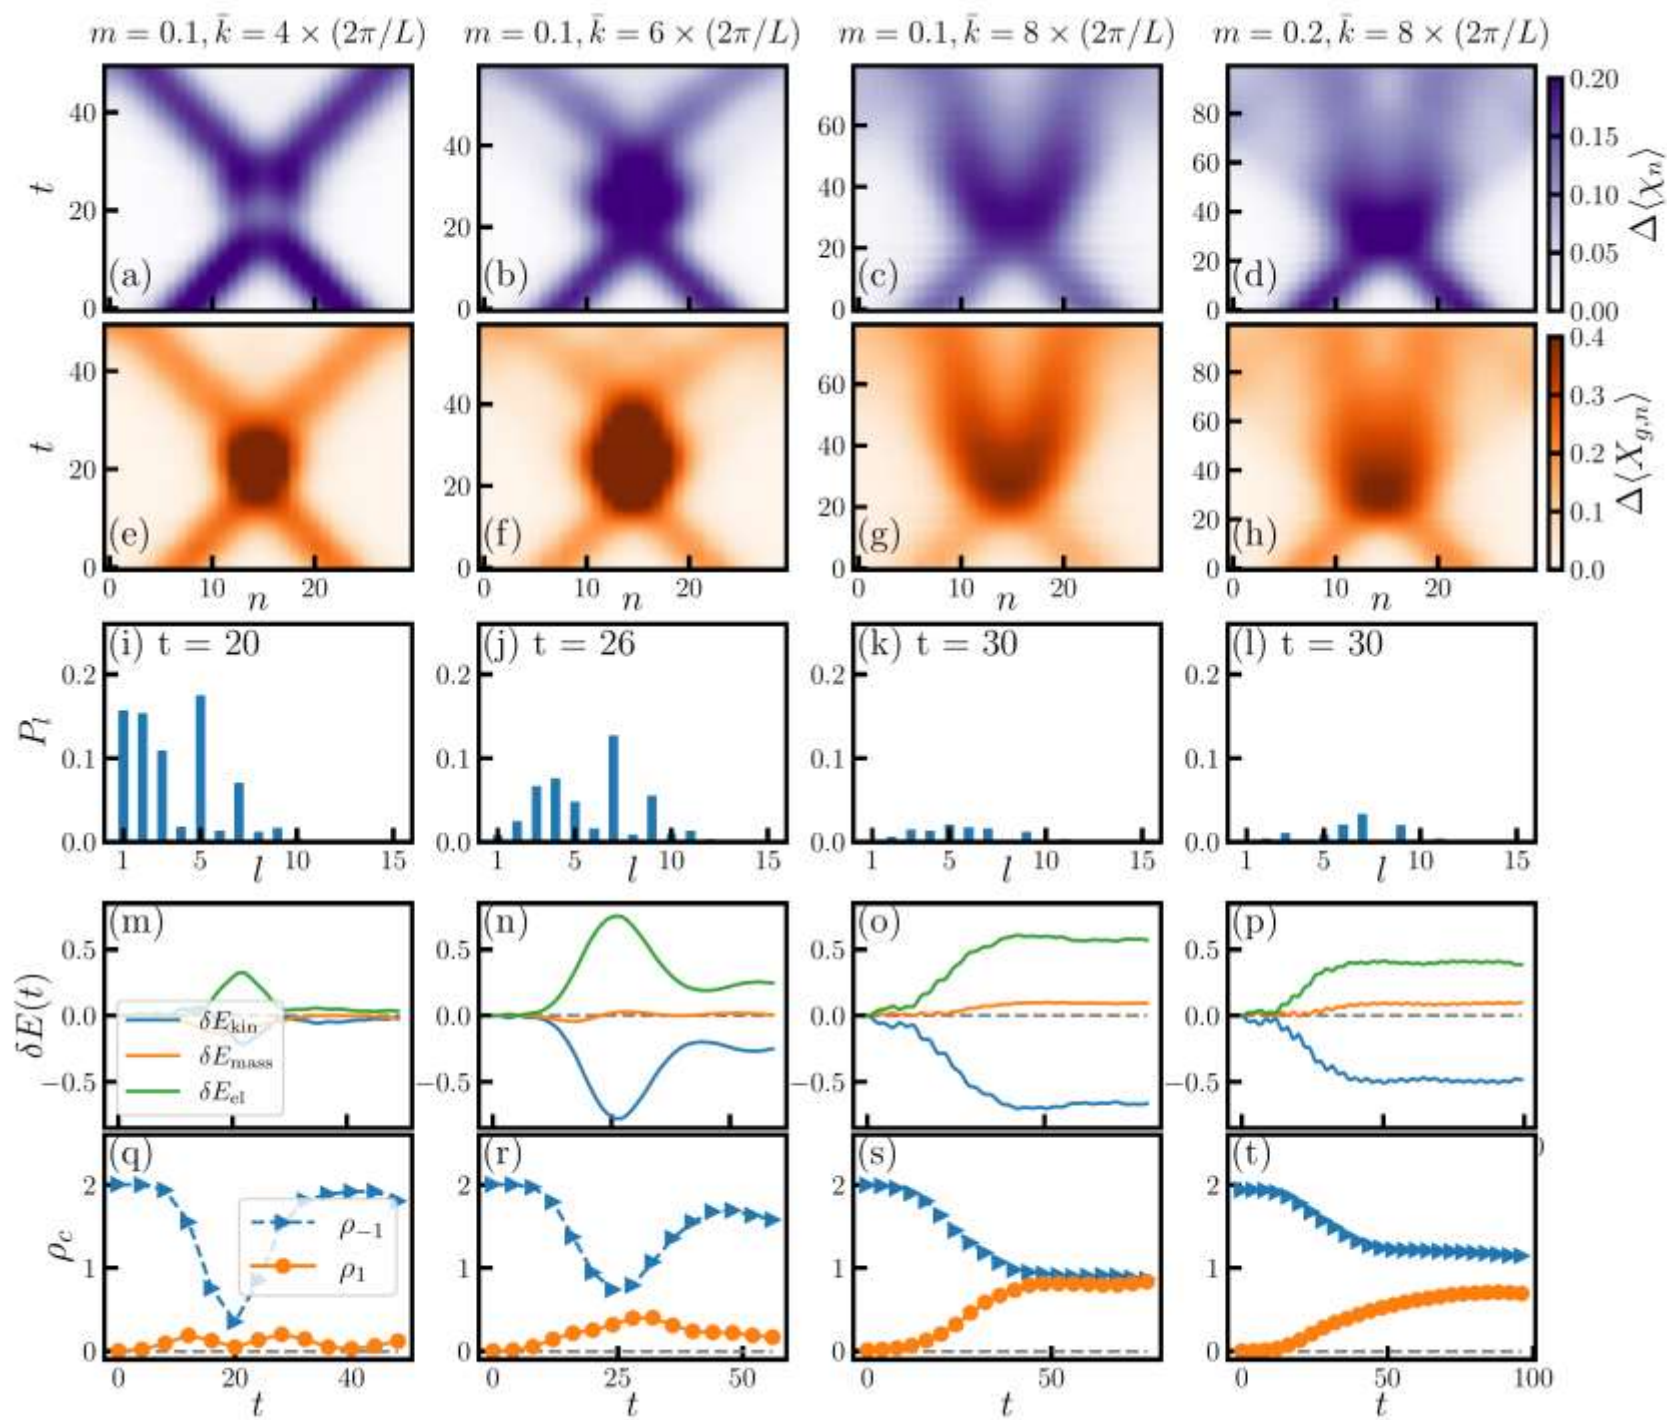 m = 0.1, k̄ = 4 × (2π/L) m = 0.1, k̄ = 6 × (2π/L) m = 0.1, k̄ = 8 × (2π/L) m = 0.2, k̄ = 8 × (2π/L)
t 40 20 0 (a)
40 20 0 (b)
60 40 20 0 (c)
80 60 40 20 0 (d)
0.20 0.15 0.10 0.05 0.00 Δ⟨χₙ⟩
0 10 20
t 40 20 0 (e)
40 20 0 (f)
60 40 20 0 (g)
80 60 40 20 0 (h)
0.4 0.3 0.2 0.1 0.0 Δ⟨X_{g,n}⟩
0 10 n 20 0 10 n 20 0 10 n 20 0 10 n 20
(i) t = 20 (j) t = 26 (k) t = 30 (l) t = 30
P_l 0.2 0.1 0.0 0.2 0.1 0.0 0.2 0.1 0.0 0.2 0.1 0.0
1 5 l 10 15 1 5 l 10 15 1 5 l 10 15 1 5 l 10 15
(m) (n) (o) (p)
δE(t) 0.5 0.0 −0.5 0.5 0.0 −0.5 0.5 0.0 −0.5 0.5 0.0 −0.5
δE_kin
δE_mass
δE_el
(q) (r) (s) (t)
ρ_c 2 1 0 2 1 0 2 1 0 2 1 0
ρ₋₁
ρ₁
0 20 t 40 0 25 t 50 0 t 50 0 50 t 100